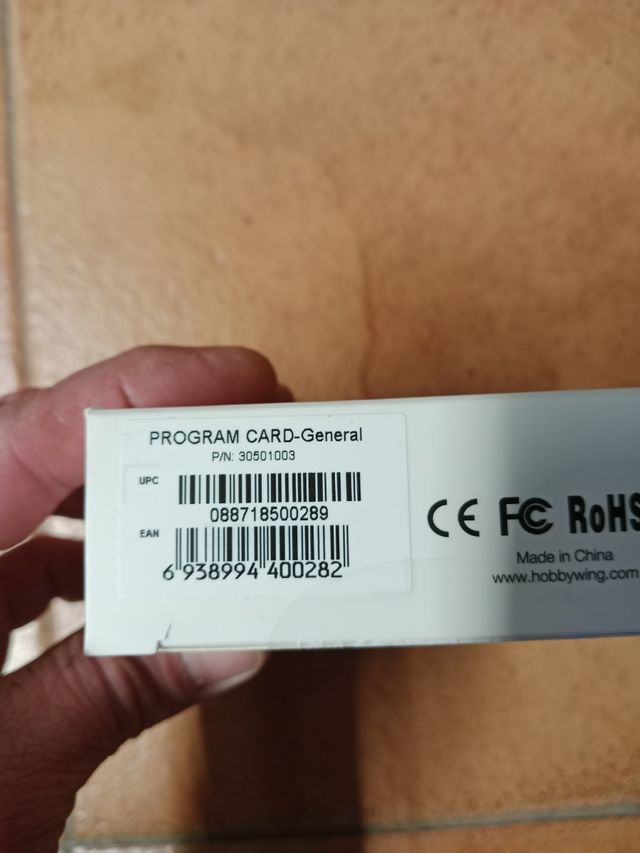 PROGRAM CARD-General
P/N: 30501003
UPC
088718500289
EAN
6 938994 400282
CE FC RoHS
Made in China
www.hobbywing.com